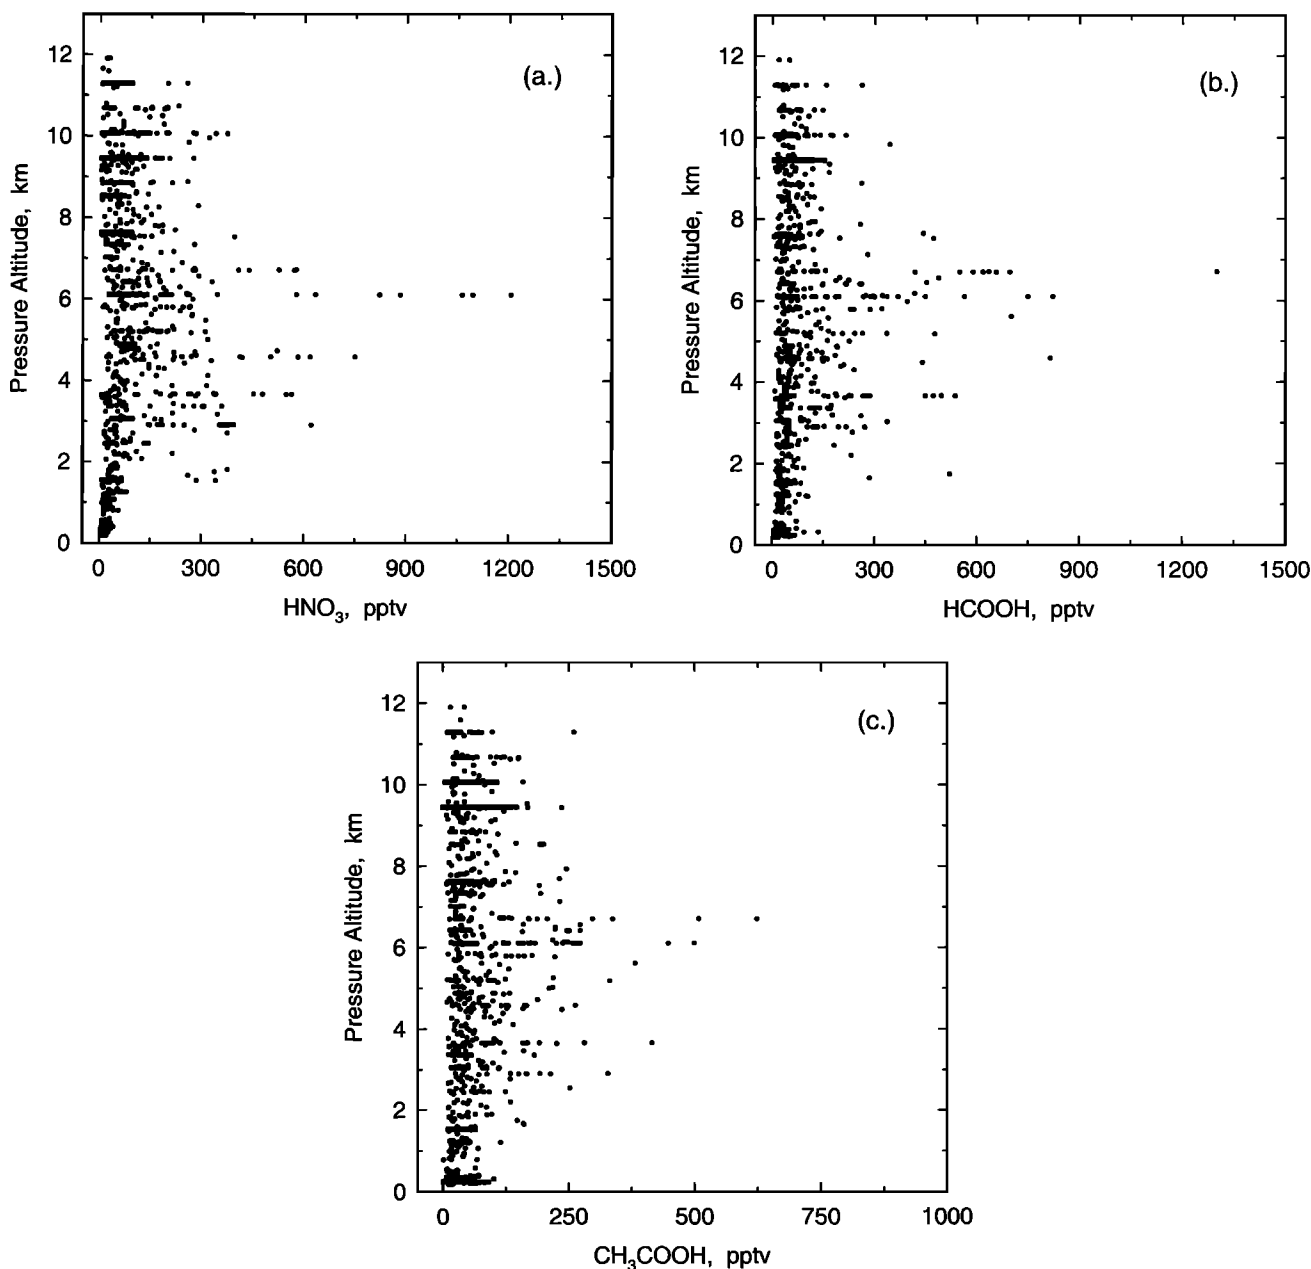 (a.)
12
10
8
6
4
2
0
Pressure Altitude, km
0 300 600 900 1200 1500
HNO₃, pptv
(b.)
12
10
8
6
4
2
0
Pressure Altitude, km
0 300 600 900 1200 1500
HCOOH, pptv
(c.)
12
10
8
6
4
2
0
Pressure Altitude, km
0 250 500 750 1000
CH₃COOH, pptv